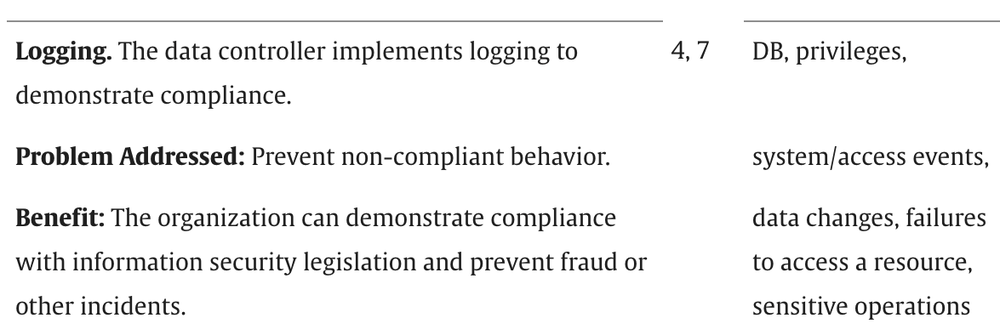 Logging. The data controller implements logging to 4, 7 DB, privileges,
demonstrate compliance.
Problem Addressed: Prevent non-compliant behavior. system/access events,
Benefit: The organization can demonstrate compliance data changes, failures
with information security legislation and prevent fraud or to access a resource,
other incidents. sensitive operations